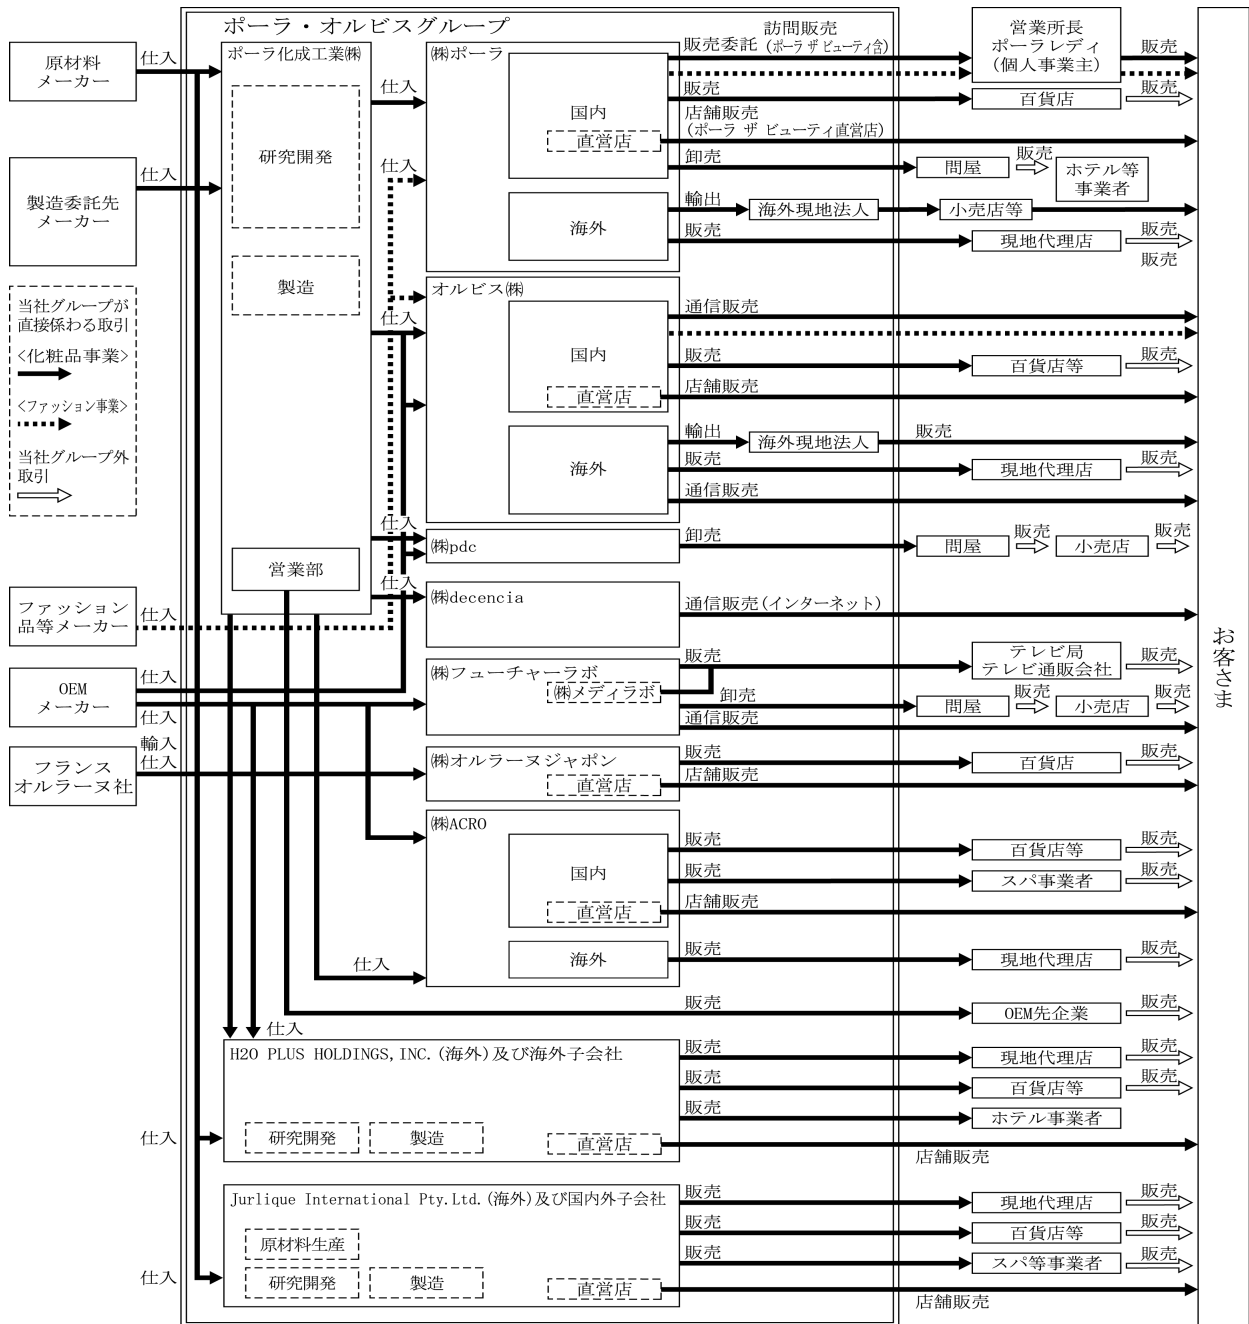 ポーラ・オルビスグループ
原材料
メーカー
仕入
製造委託先
メーカー
仕入
当社グループが
直接係わる取引
<化粧品事業>
<ファッション事業>
当社グループ外
取引
ファッション
品等メーカー
仕入
OEM
メーカー
仕入
仕入
フランス
オルラーヌ社
輸入
仕入
仕入
仕入
ポーラ化成工業㈱
研究開発
製造
営業部
仕入
仕入
仕入
仕入
仕入
仕入
仕入
㈱ポーラ
国内
直営店
海外
販売委託
訪問販売
(ポーラ ザ ビューティ含)
営業所長
ポーラレディ
(個人事業主)
販売
販売
百貨店
販売
店舗販売
(ポーラ ザ ビューティ直営店)
卸売
問屋
販売
ホテル等
事業者
輸出
海外現地法人
小売店等
販売
販売
現地代理店
販売
オルビス㈱
国内
直営店
海外
通信販売
販売
百貨店等
販売
店舗販売
輸出
海外現地法人
販売
販売
現地代理店
販売
通信販売
㈱pdc
卸売
問屋
販売
小売店
販売
㈱decencia
通信販売(インターネット)
㈱フューチャーラボ
㈱メディラボ
販売
テレビ局
テレビ通販会社
販売
卸売
問屋
販売
小売店
販売
通信販売
㈱オルラーヌジャポン
直営店
販売
百貨店
販売
店舗販売
㈱ACRO
国内
直営店
海外
販売
百貨店等
販売
販売
スパ事業者
販売
店舗販売
販売
現地代理店
販売
販売
OEM先企業
販売
仕入
H2O PLUS HOLDINGS,INC.(海外)及び海外子会社
研究開発
製造
直営店
販売
現地代理店
販売
販売
百貨店等
販売
販売
ホテル事業者
店舗販売
Jurlique International Pty.Ltd.(海外)及び国内外子会社
原材料生産
研究開発
製造
直営店
販売
現地代理店
販売
販売
百貨店等
販売
販売
スパ等事業者
販売
店舗販売
お客さま